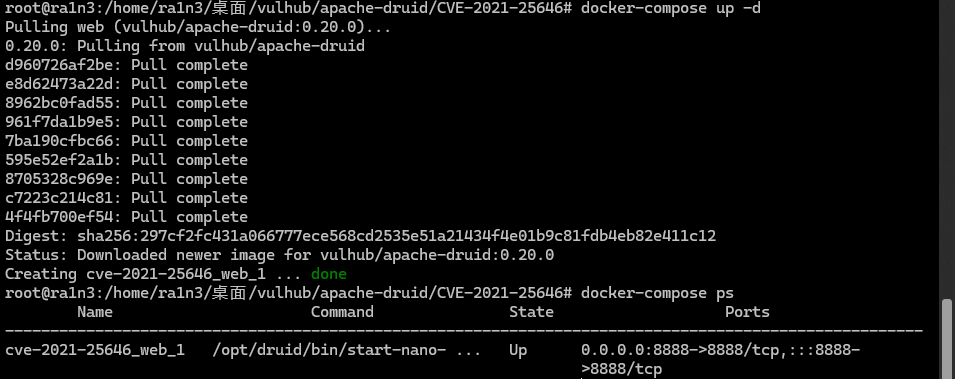 root@ra1n3:/home/ra1n3/桌面/vulhub/apache-druid/CVE-2021-25646# docker-compose up -d
Pulling web (vulhub/apache-druid:0.20.0)...
0.20.0: Pulling from vulhub/apache-druid
d960726af2be: Pull complete
e8d62473a22d: Pull complete
8962bc0fad55: Pull complete
961f7da1b9e5: Pull complete
7ba190cfbc66: Pull complete
595e52ef2a1b: Pull complete
8705328c969e: Pull complete
c7223c214c81: Pull complete
4f4fb700ef54: Pull complete
Digest: sha256:297cf2fc431a066777ece568cd2535e51a21434f4e01b9c81fdb4eb82e411c12
Status: Downloaded newer image for vulhub/apache-druid:0.20.0
Creating cve-2021-25646_web_1 ... done
root@ra1n3:/home/ra1n3/桌面/vulhub/apache-druid/CVE-2021-25646# docker-compose ps
Name Command State Ports
-----------------------------------------------------------------------------------------------------
cve-2021-25646_web_1 /opt/druid/bin/start-nano- ... Up 0.0.0.0:8888->8888/tcp,:::8888-
>8888/tcp